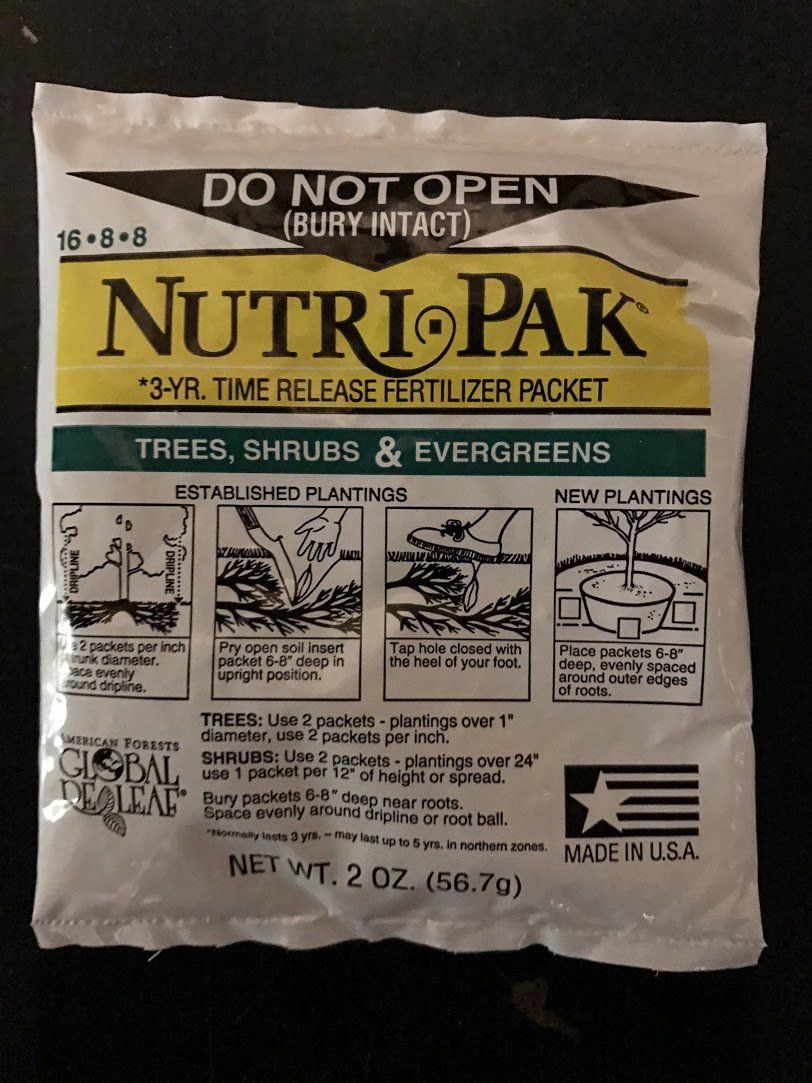 DO NOT OPEN
(BURY INTACT)
16•8•8
NUTRI•PAK®
*3-YR. TIME RELEASE FERTILIZER PACKET
TREES, SHRUBS & EVERGREENS
ESTABLISHED PLANTINGS
NEW PLANTINGS
DRIPLINE
DRIPLINE
2 packets per inch
trunk diameter.
Space evenly
around dripline.
Pry open soil insert
packet 6-8" deep in
upright position.
Tap hole closed with
the heel of your foot.
Place packets 6-8"
deep, evenly spaced
around outer edges
of roots.
TREES: Use 2 packets - plantings over 1"
diameter, use 2 packets per inch.
SHRUBS: Use 2 packets - plantings over 24"
use 1 packet per 12" of height or spread.
Bury packets 6-8" deep near roots.
Space evenly around dripline or root ball.
*Normally lasts 3 yrs. – may last up to 5 yrs. in northern zones.
AMERICAN FORESTS
GLOBAL
RELEAF®
MADE IN U.S.A.
NET WT. 2 OZ. (56.7g)